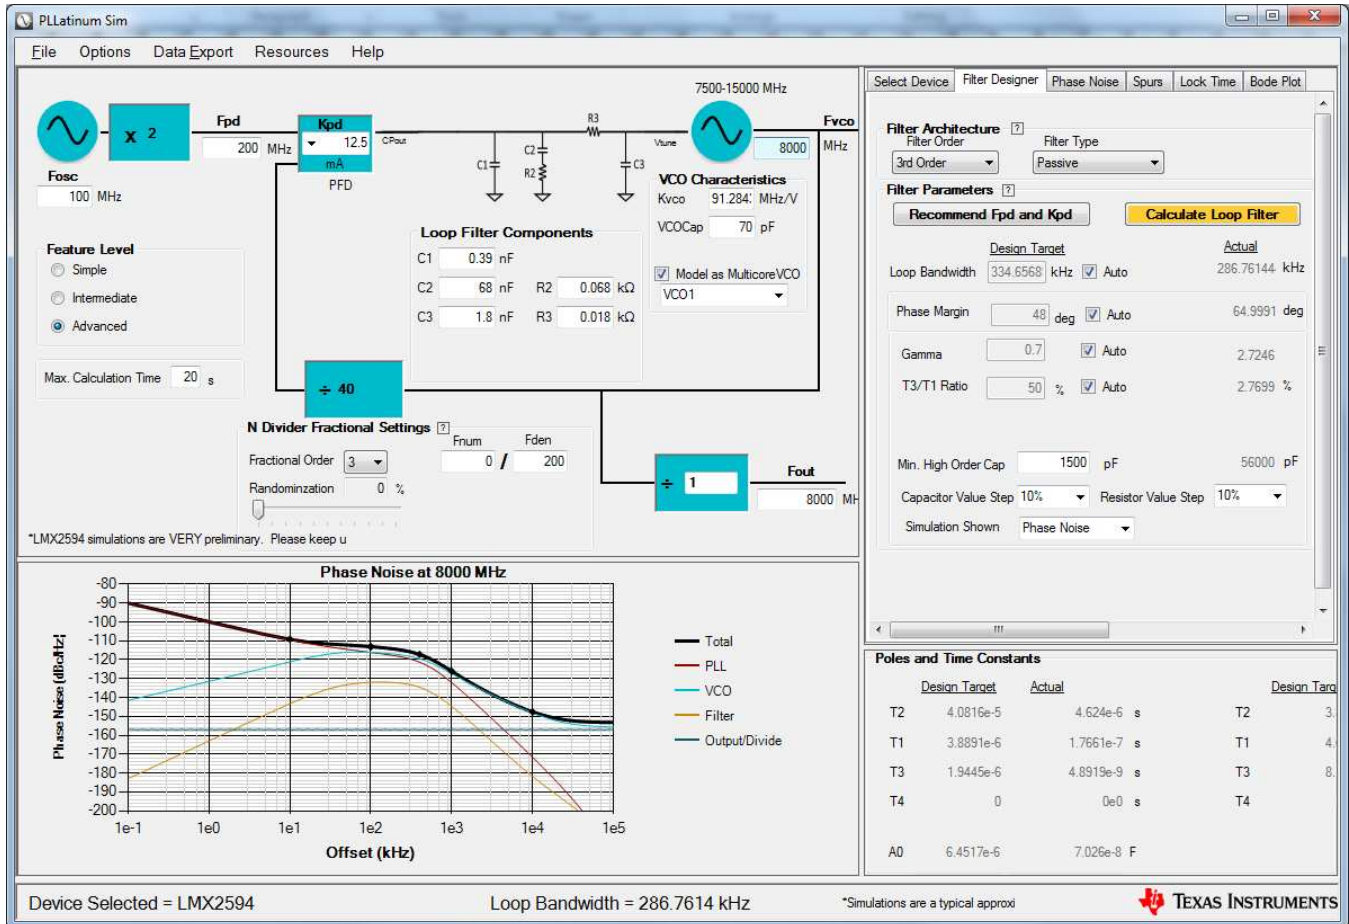 PLLatinum Sim
File Options Data Export Resources Help
7500-15000 MHz
x 2
Fpd
200 MHz
Kpd
12.5
mA
PFD
CPout
R3
C1
C2
R2
C3
Vtune
Fvco
8000 MHz
Fosc
100 MHz
VCO Characteristics
Kvco 91.284: MHz/V
VCOCap 70 pF
Model as MulticoreVCO
VCO1
Feature Level
Simple
Intermediate
Advanced
Loop Filter Components
C1 0.39 nF
C2 68 nF R2 0.068 kΩ
C3 1.8 nF R3 0.018 kΩ
Max. Calculation Time 20 s
÷ 40
N Divider Fractional Settings ?
Fnum Fden
Fractional Order 3 0 / 200
Randominzation 0 %
÷ 1
Fout
8000 MH
*LMX2594 simulations are VERY preliminary. Please keep u
Select Device Filter Designer Phase Noise Spurs Lock Time Bode Plot
Filter Architecture ?
Filter Order Filter Type
3rd Order Passive
Filter Parameters ?
Recommend Fpd and Kpd Calculate Loop Filter
Design Target Actual
Loop Bandwidth 334.6568 kHz Auto 286.76144 kHz
Phase Margin 48 deg Auto 64.9991 deg
Gamma 0.7 Auto 2.7246
T3/T1 Ratio 50 % Auto 2.7699 %
Min. High Order Cap 1500 pF 56000 pF
Capacitor Value Step 10% Resistor Value Step 10%
Simulation Shown Phase Noise
Phase Noise at 8000 MHz
Phase Noise [dBc/Hz]
-80
-90
-100
-110
-120
-130
-140
-150
-160
-170
-180
-190
-200
1e-1 1e0 1e1 1e2 1e3 1e4 1e5
Offset (kHz)
Total
PLL
VCO
Filter
Output/Divide
Poles and Time Constants
Design Target Actual Design Targ
T2 4.0816e-5 4.624e-6 s T2 3.
T1 3.8891e-6 1.7661e-7 s T1 4.
T3 1.9445e-6 4.8919e-9 s T3 8.
T4 0 0e0 s T4
A0 6.4517e-6 7.026e-8 F
Device Selected = LMX2594 Loop Bandwidth = 286.7614 kHz *Simulations are a typical approxi TEXAS INSTRUMENTS